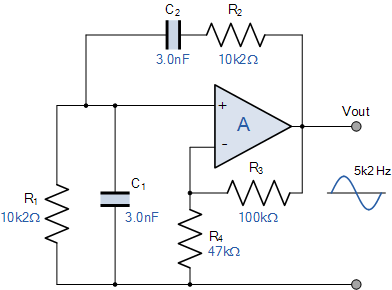 C2 R2
3.0nF 10k2Ω
+
A
-
Vout
5k2 Hz
R3
100kΩ
R1
10k2Ω
C1
3.0nF
R4
47kΩ